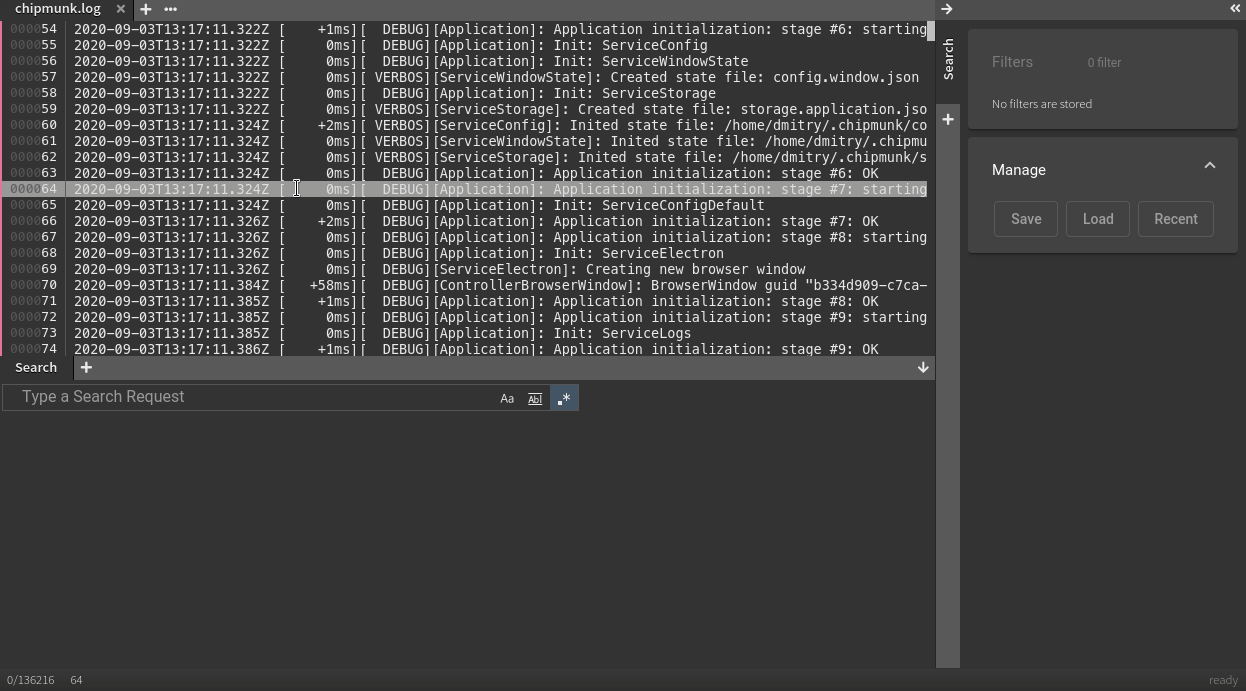 chipmunk.log
000054 2020-09-03T13:17:11.322Z [    +1ms][  DEBUG][Application]: Application initialization: stage #6: starting
000055 2020-09-03T13:17:11.322Z [     0ms][  DEBUG][Application]: Init: ServiceConfig
000056 2020-09-03T13:17:11.322Z [     0ms][  DEBUG][Application]: Init: ServiceWindowState
000057 2020-09-03T13:17:11.322Z [     0ms][ VERBOS][ServiceWindowState]: Created state file: config.window.json
000058 2020-09-03T13:17:11.322Z [     0ms][  DEBUG][Application]: Init: ServiceStorage
000059 2020-09-03T13:17:11.322Z [     0ms][ VERBOS][ServiceStorage]: Created state file: storage.application.jso
000060 2020-09-03T13:17:11.324Z [    +2ms][ VERBOS][ServiceConfig]: Inited state file: /home/dmitry/.chipmunk/co
000061 2020-09-03T13:17:11.324Z [     0ms][ VERBOS][ServiceWindowState]: Inited state file: /home/dmitry/.chipmu
000062 2020-09-03T13:17:11.324Z [     0ms][ VERBOS][ServiceStorage]: Inited state file: /home/dmitry/.chipmunk/s
000063 2020-09-03T13:17:11.324Z [     0ms][  DEBUG][Application]: Application initialization: stage #6: OK
000064 2020-09-03T13:17:11.324Z [     0ms][  DEBUG][Application]: Application initialization: stage #7: starting
000065 2020-09-03T13:17:11.324Z [     0ms][  DEBUG][Application]: Init: ServiceConfigDefault
000066 2020-09-03T13:17:11.326Z [    +2ms][  DEBUG][Application]: Application initialization: stage #7: OK
000067 2020-09-03T13:17:11.326Z [     0ms][  DEBUG][Application]: Application initialization: stage #8: starting
000068 2020-09-03T13:17:11.326Z [     0ms][  DEBUG][Application]: Init: ServiceElectron
000069 2020-09-03T13:17:11.326Z [     0ms][  DEBUG][ServiceElectron]: Creating new browser window
000070 2020-09-03T13:17:11.384Z [   +58ms][  DEBUG][ControllerBrowserWindow]: BrowserWindow guid "b334d909-c7ca-
000071 2020-09-03T13:17:11.385Z [    +1ms][  DEBUG][Application]: Application initialization: stage #8: OK
000072 2020-09-03T13:17:11.385Z [     0ms][  DEBUG][Application]: Application initialization: stage #9: starting
000073 2020-09-03T13:17:11.385Z [     0ms][  DEBUG][Application]: Init: ServiceLogs
000074 2020-09-03T13:17:11.386Z [    +1ms][  DEBUG][Application]: Application initialization: stage #9: OK
Search
Type a Search Request Aa Ab| .*
Search
Filters 0 filter
No filters are stored
Manage
Save Load Recent
0/136216 64 ready